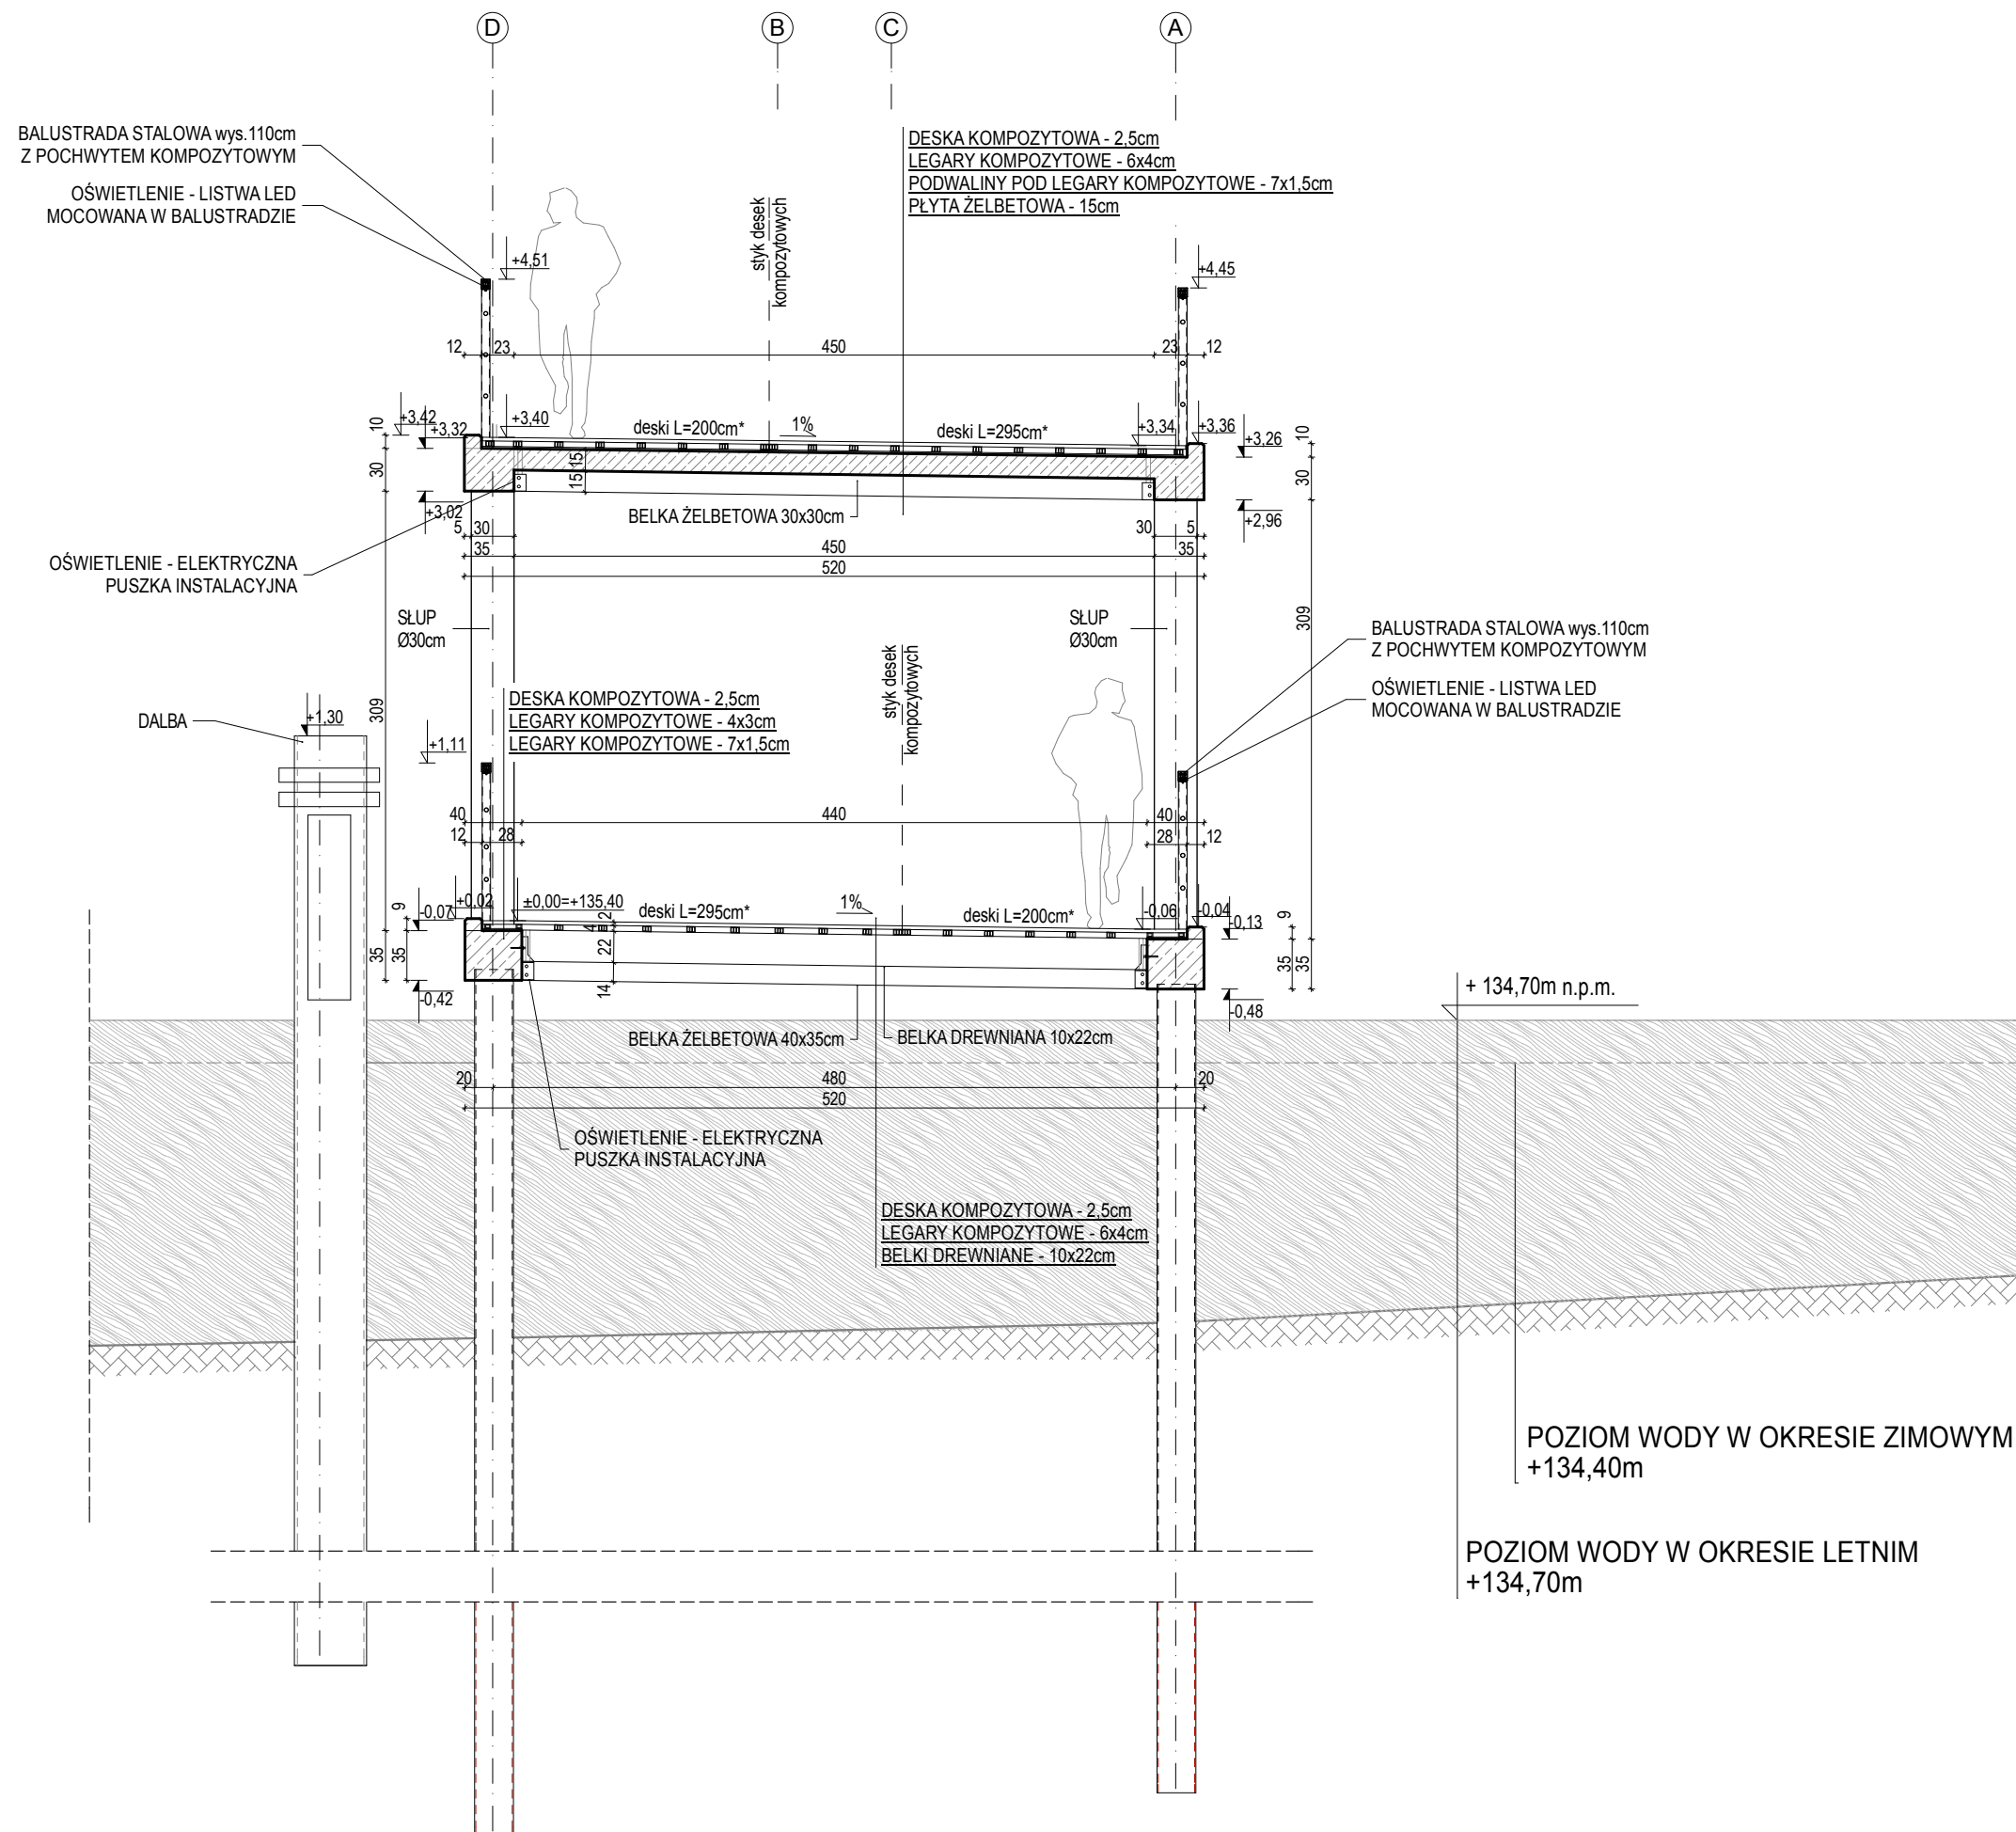 D
B
C
A
BALUSTRADA STALOWA wys.110cm
Z POCHWYTEM KOMPOZYTOWYM
OŚWIETLENIE - LISTWA LED
MOCOWANA W BALUSTRADZIE
DESKA KOMPOZYTOWA - 2,5cm
LEGARY KOMPOZYTOWE - 6x4cm
PODWALINY POD LEGARY KOMPOZYTOWE - 7x1,5cm
PŁYTA ŻELBETOWA - 15cm
styk desek
kompozytowych
+4,51
+4,45
12
23
450
23
12
+3,42
+3,32
+3,40
deski L=200cm*
1%
deski L=295cm*
+3,34
+3,36
+3,26
10
30
10
30
15
15
+3,02
BELKA ŻELBETOWA 30x30cm
+2,96
5
30
30
5
35
450
35
520
OŚWIETLENIE - ELEKTRYCZNA
PUSZKA INSTALACYJNA
SŁUP
Ø30cm
SŁUP
Ø30cm
309
309
BALUSTRADA STALOWA wys.110cm
Z POCHWYTEM KOMPOZYTOWYM
OŚWIETLENIE - LISTWA LED
MOCOWANA W BALUSTRADZIE
styk desek
kompozytowych
DESKA KOMPOZYTOWA - 2,5cm
LEGARY KOMPOZYTOWE - 4x3cm
LEGARY KOMPOZYTOWE - 7x1,5cm
DALBA
+1,30
+1,11
40
440
40
12
28
28
12
9
-0,07
+0,02
±0,00=+135,40
deski L=295cm*
1%
deski L=200cm*
-0,06
-0,04
-0,13
9
35
35
2
4
22
14
35
35
-0,42
-0,48
+ 134,70m n.p.m.
BELKA ŻELBETOWA 40x35cm
BELKA DREWNIANA 10x22cm
20
480
20
520
OŚWIETLENIE - ELEKTRYCZNA
PUSZKA INSTALACYJNA
DESKA KOMPOZYTOWA - 2,5cm
LEGARY KOMPOZYTOWE - 6x4cm
BELKI DREWNIANE - 10x22cm
POZIOM WODY W OKRESIE ZIMOWYM
+134,40m
POZIOM WODY W OKRESIE LETNIM
+134,70m